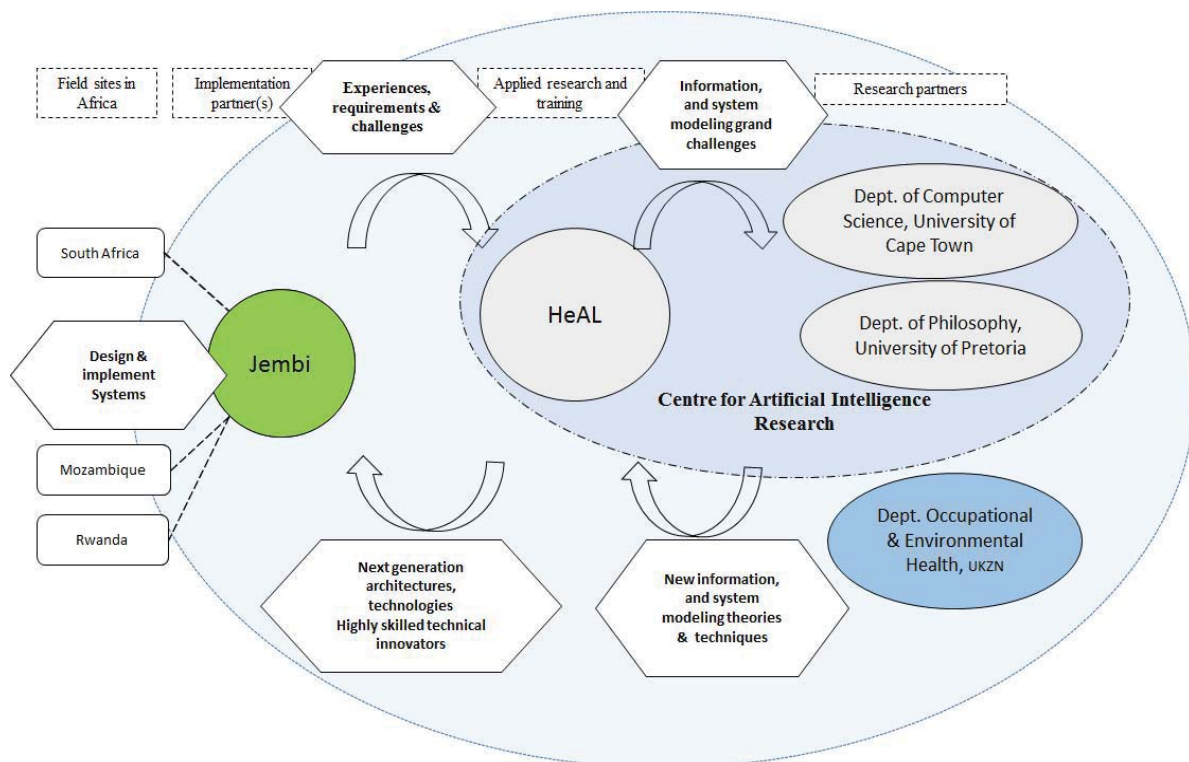 Field sites in
Africa
Implementation
partner(s)
Experiences,
requirements &
challenges
Applied research and
training
Information,
and system
modeling grand
challenges
Research partners
Dept. of Computer
Science, University of
Cape Town
South Africa
HeAL
Dept. of Philosophy,
University of Pretoria
Design &
implement
Systems
Jembi
Centre for Artificial Intelligence
Research
Mozambique
Rwanda
Dept. Occupational
& Environmental
Health, UKZN
Next generation
architectures,
technologies
Highly skilled technical
innovators
New information,
and system
modeling theories
& techniques